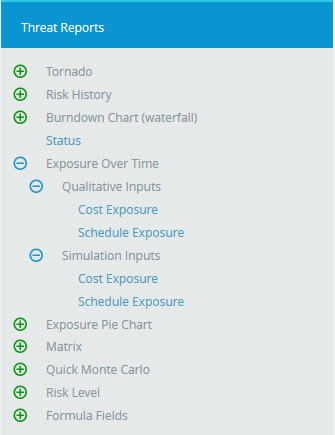 Threat Reports
Tornado
Risk History
Burndown Chart (waterfall)
Status
Exposure Over Time
Qualitative Inputs
Cost Exposure
Schedule Exposure
Simulation Inputs
Cost Exposure
Schedule Exposure
Exposure Pie Chart
Matrix
Quick Monte Carlo
Risk Level
Formula Fields